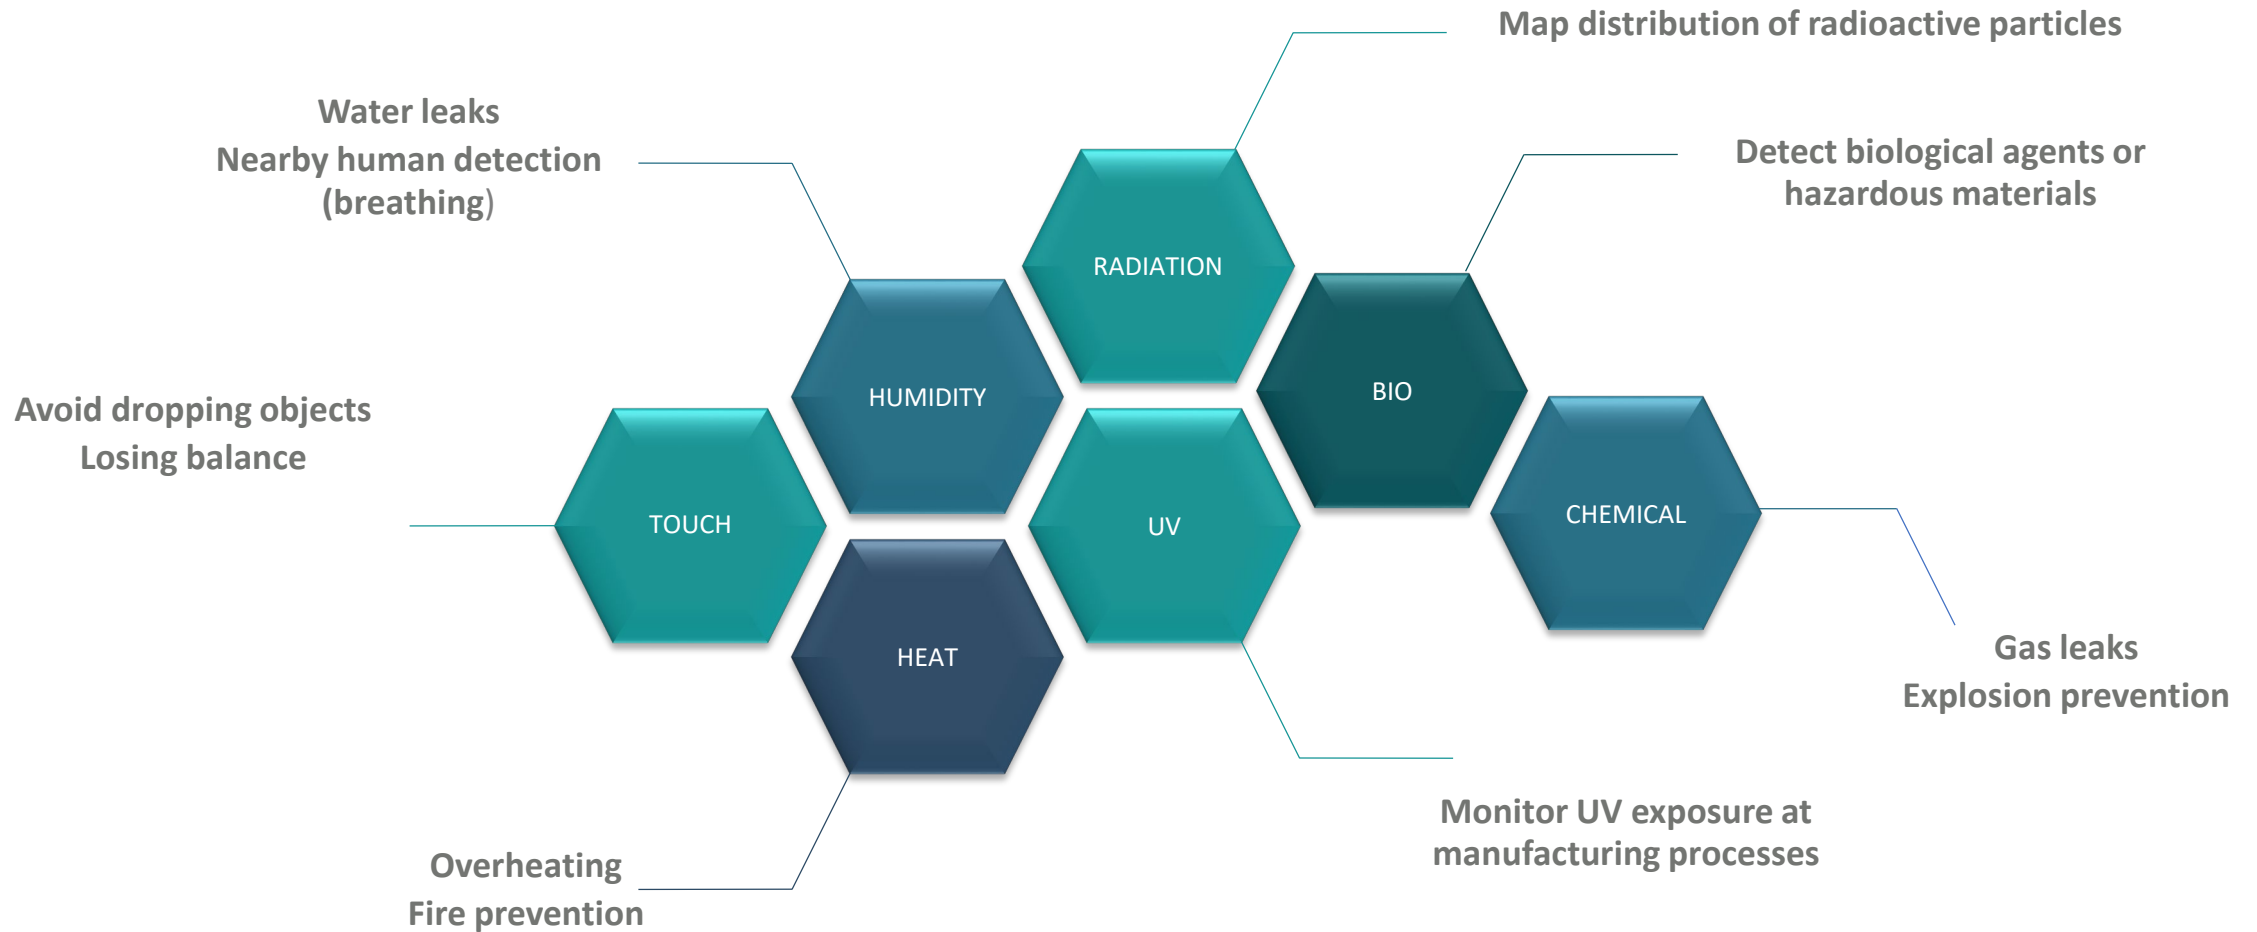 Map distribution of radioactive particles
Water leaks
Nearby human detection
(breathing)
Detect biological agents or
hazardous materials
RADIATION
HUMIDITY
BIO
Avoid dropping objects
Losing balance
TOUCH
UV
CHEMICAL
HEAT
Gas leaks
Explosion prevention
Monitor UV exposure at
manufacturing processes
Overheating
Fire prevention